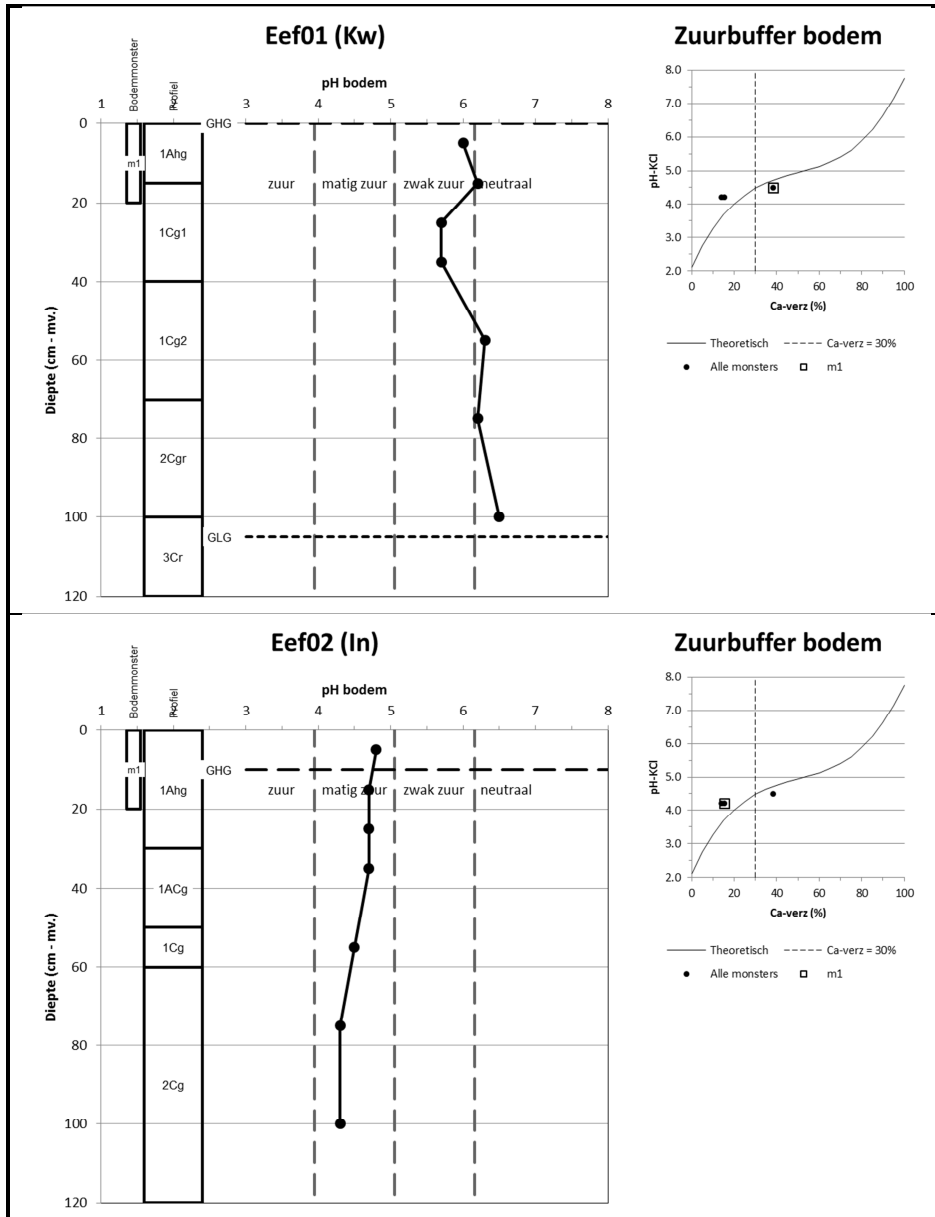 Eef01 (Kw)
pH bodem
Bodemmonster
Profiel
1 2 3 4 5 6 7 8
0
20
40
60
80
100
120
Diepte (cm - mv.)
m1
1Ahg
1Cg1
1Cg2
2Cgr
3Cr
GHG
zuur matig zuur zwak zuur neutraal
GLG
Zuurbuffer bodem
8.0
7.0
6.0
5.0
4.0
3.0
2.0
pH-KCl
0 20 40 60 80 100
Ca-verz (%)
Theoretisch Ca-verz = 30%
Alle monsters m1
Eef02 (In)
pH bodem
Bodemmonster
Profiel
1 2 3 4 5 6 7 8
0
20
40
60
80
100
120
Diepte (cm - mv.)
m1
1Ahg
1ACg
1Cg
2Cg
GHG
zuur matig zuur zwak zuur neutraal
Zuurbuffer bodem
8.0
7.0
6.0
5.0
4.0
3.0
2.0
pH-KCl
0 20 40 60 80 100
Ca-verz (%)
Theoretisch Ca-verz = 30%
Alle monsters m1